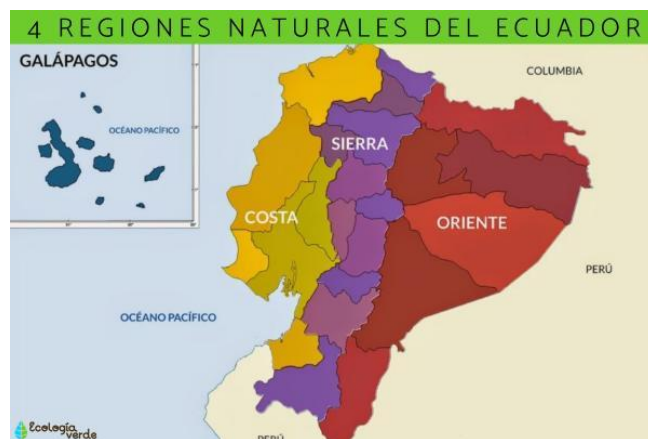 4 REGIONES NATURALES DEL ECUADOR
GALÁPAGOS
OCÉANO PACÍFICO
COLUMBIA
SIERRA
COSTA
ORIENTE
PERÚ
OCÉANO PACÍFICO
Ecología
verde
PERÚ